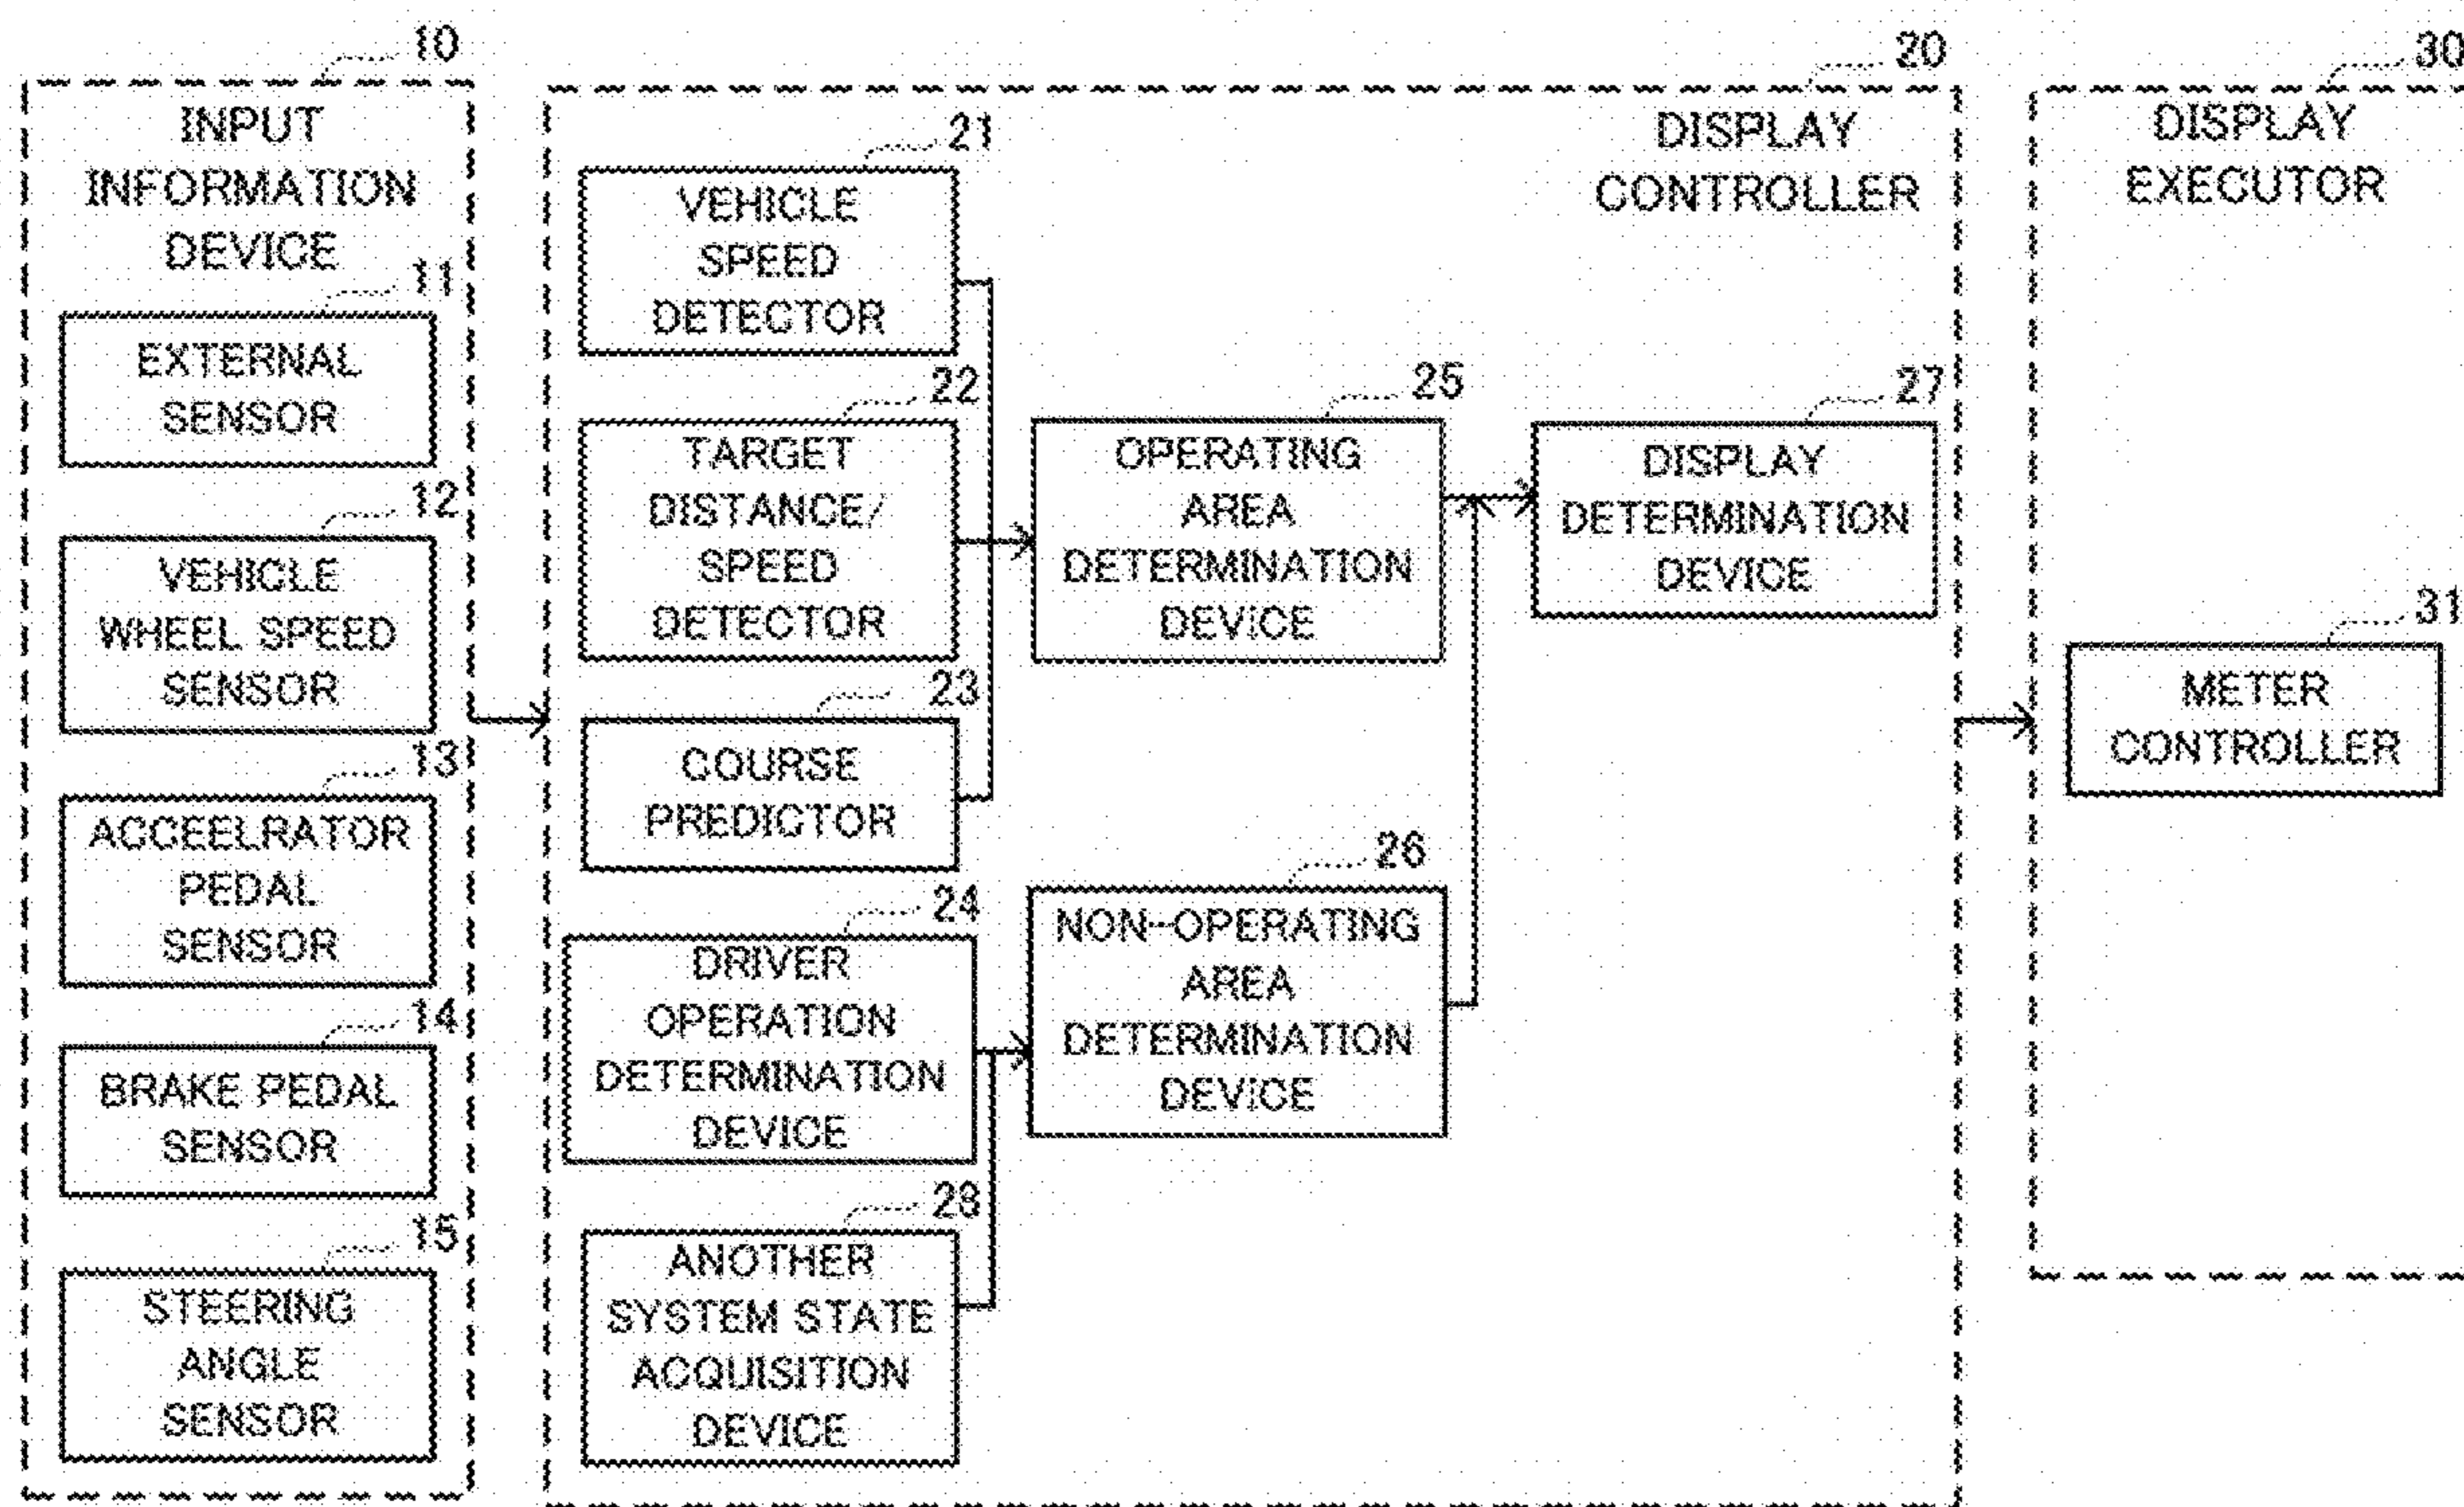 10
INPUT
INFORMATION
DEVICE
11
EXTERNAL
SENSOR
12
VEHICLE
WHEEL SPEED
SENSOR
13
ACCEELRATOR
PEDAL
SENSOR
14
BRAKE PEDAL
SENSOR
15
STEERING
ANGLE
SENSOR
20
DISPLAY
CONTROLLER
21
VEHICLE
SPEED
DETECTOR
22
TARGET
DISTANCE/
SPEED
DETECTOR
23
COURSE
PREDICTOR
24
DRIVER
OPERATION
DETERMINATION
DEVICE
28
ANOTHER
SYSTEM STATE
ACQUISITION
DEVICE
25
OPERATING
AREA
DETERMINATION
DEVICE
26
NON-OPERATING
AREA
DETERMINATION
DEVICE
27
DISPLAY
DETERMINATION
DEVICE
30
DISPLAY
EXECUTOR
31
METER
CONTROLLER